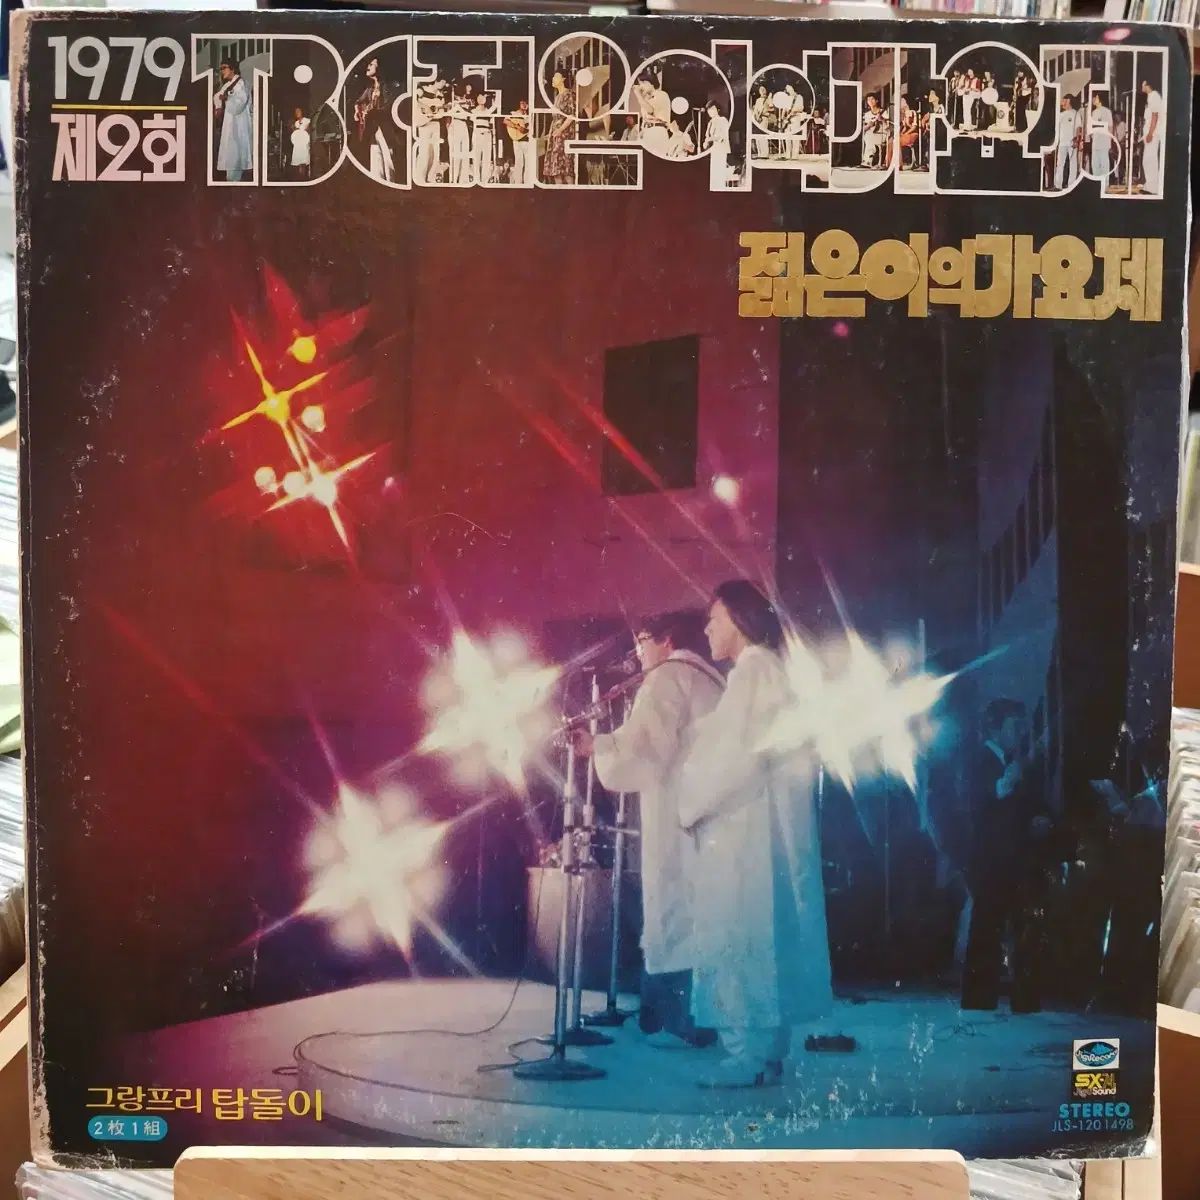 1979
제2회
TBC젊은이의가요제
젊은이의가요제
그랑프리 탑돌이
2枚1組
STEREO
JLS-1201498